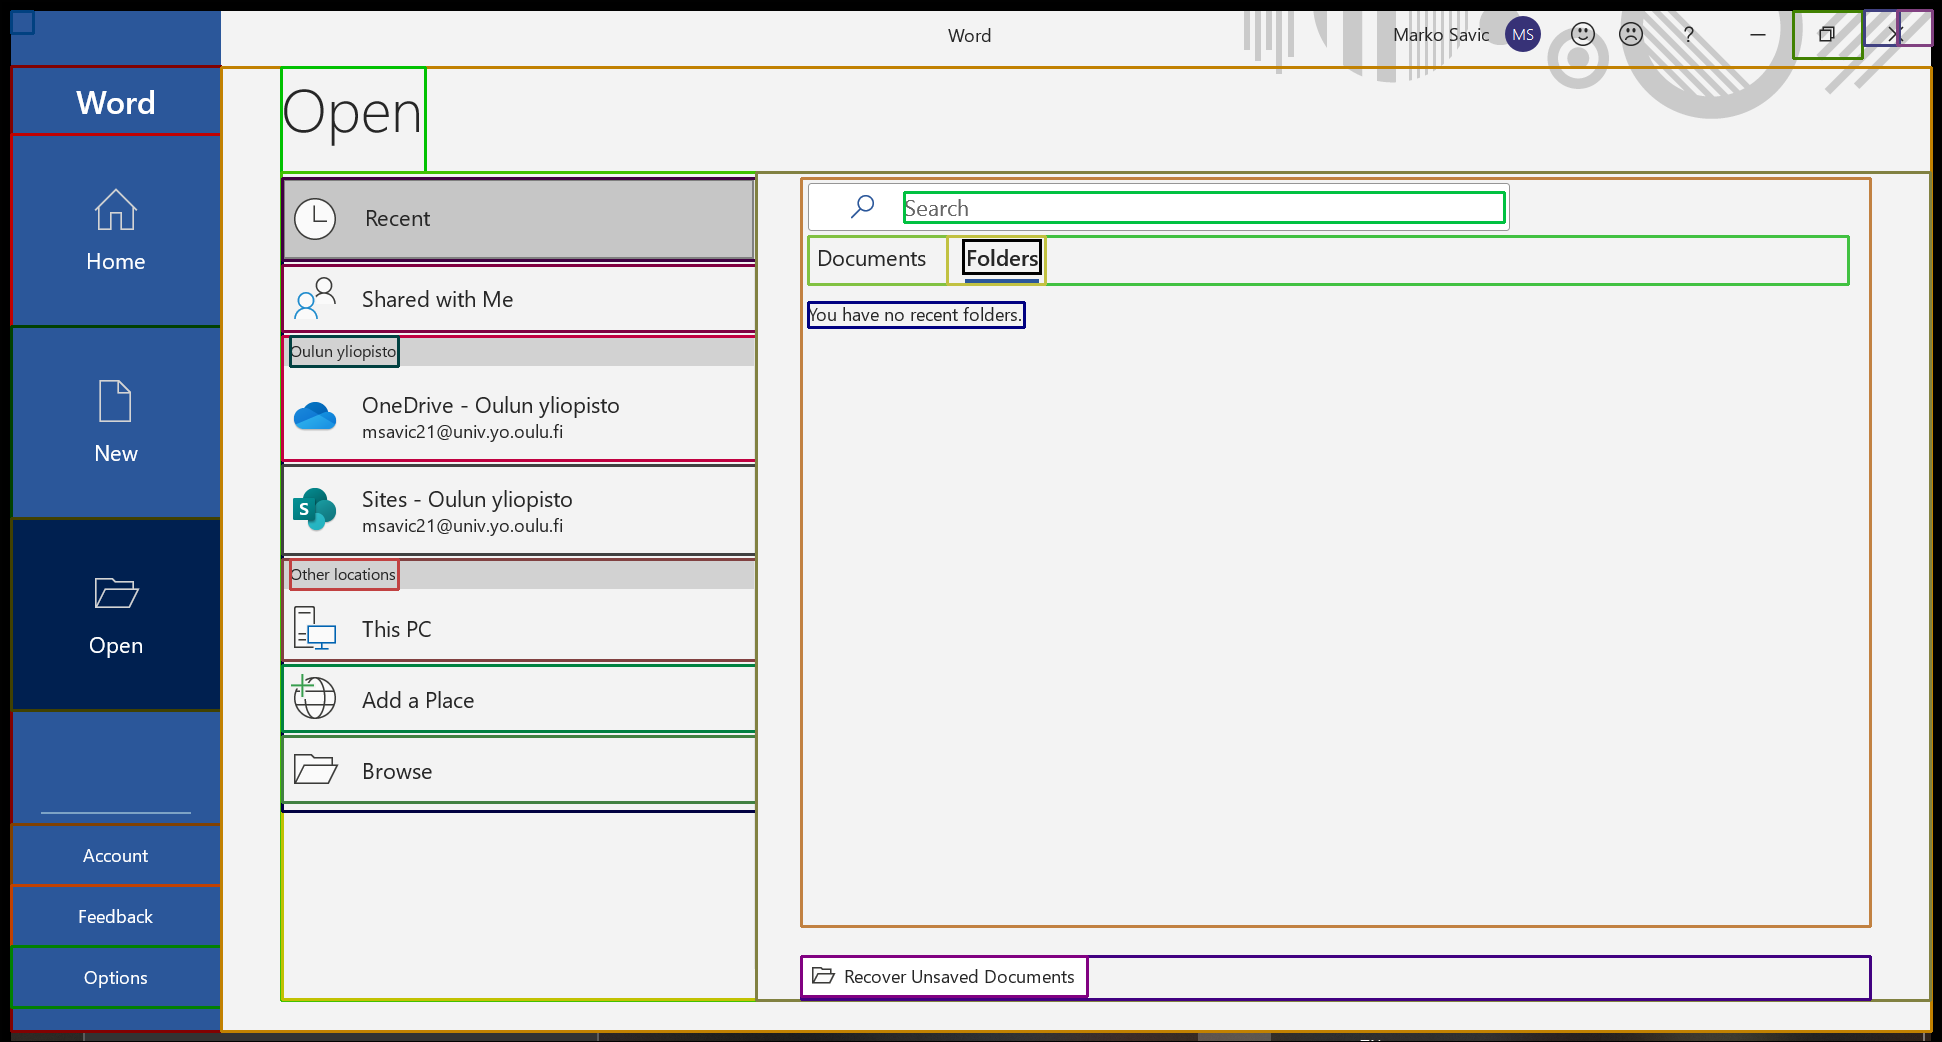 Word
Marko Savic
MS
?
Word
Home
New
Open
Account
Feedback
Options
Open
Recent
Shared with Me
Oulun yliopisto
OneDrive - Oulun yliopisto
msavic21@univ.yo.oulu.fi
S
Sites - Oulun yliopisto
msavic21@univ.yo.oulu.fi
Other locations
This PC
Add a Place
Browse
Search
Documents Folders
You have no recent folders.
Recover Unsaved Documents